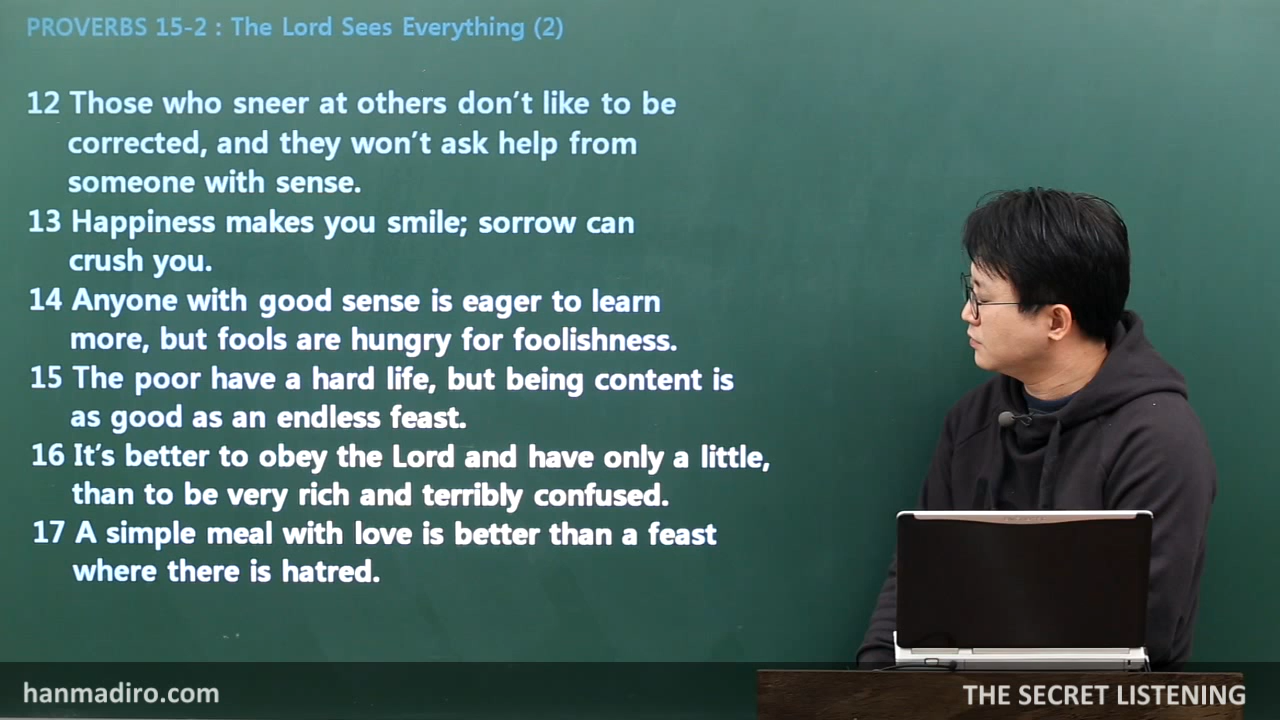 PROVERBS 15-2 : The Lord Sees Everything (2)
12 Those who sneer at others don't like to be
corrected, and they won't ask help from
someone with sense.
13 Happiness makes you smile; sorrow can
crush you.
14 Anyone with good sense is eager to learn
more, but fools are hungry for foolishness.
15 The poor have a hard life, but being content is
as good as an endless feast.
16 It's better to obey the Lord and have only a little,
than to be very rich and terribly confused.
17 A simple meal with love is better than a feast
where there is hatred.
hanmadiro.com
THE SECRET LISTENING